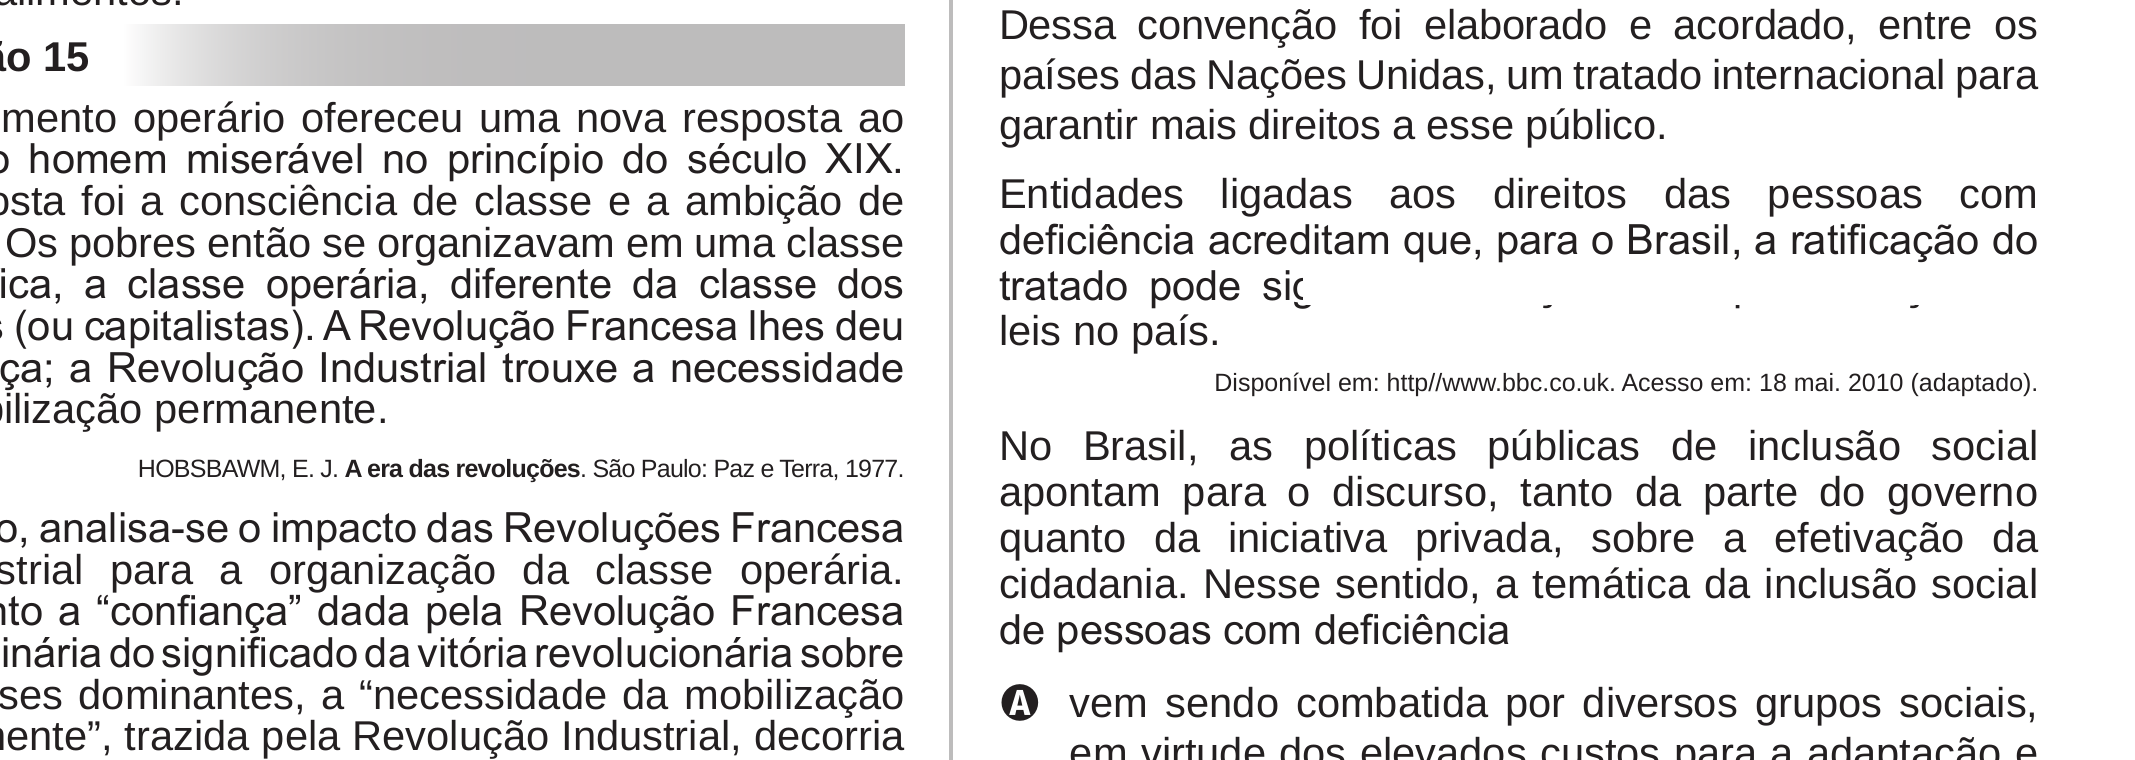 alimentos.
ão 15
mento operário ofereceu uma nova resposta ao
o homem miserável no princípio do século XIX.
osta foi a consciência de classe e a ambição de
Os pobres então se organizavam em uma classe
ica, a classe operária, diferente da classe dos
s (ou capitalistas). A Revolução Francesa lhes deu
ça; a Revolução Industrial trouxe a necessidade
bilização permanente.
HOBSBAWM, E. J. A era das revoluções. São Paulo: Paz e Terra, 1977.
o, analisa-se o impacto das Revoluções Francesa
strial para a organização da classe operária.
nto a “confiança” dada pela Revolução Francesa
inária do significado da vitória revolucionária sobre
ses dominantes, a “necessidade da mobilização
nente”, trazida pela Revolução Industrial, decorria
Dessa convenção foi elaborado e acordado, entre os
países das Nações Unidas, um tratado internacional para
garantir mais direitos a esse público.
Entidades ligadas aos direitos das pessoas com
deficiência acreditam que, para o Brasil, a ratificação do
tratado pode
leis no país.
Disponível em: http//www.bbc.co.uk. Acesso em: 18 mai. 2010 (adaptado).
No Brasil, as políticas públicas de inclusão social
apontam para o discurso, tanto da parte do governo
quanto da iniciativa privada, sobre a efetivação da
cidadania. Nesse sentido, a temática da inclusão social
de pessoas com deficiência
A vem sendo combatida por diversos grupos sociais,
em virtude dos elevados custos para a adaptação e